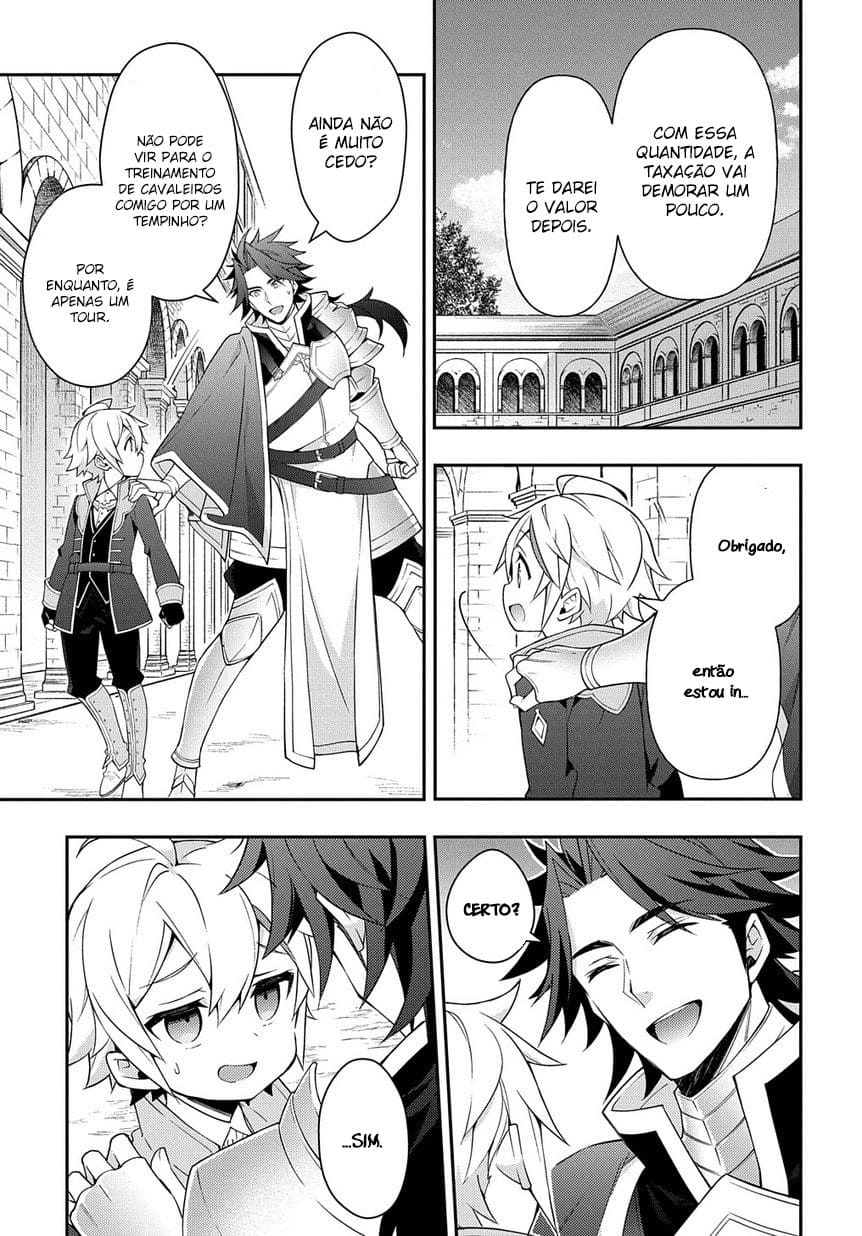 COM ESSA
QUANTIDADE, A
TAXAÇÃO VAI
DEMORAR UM
POUCO.
TE DAREI
O VALOR
DEPOIS.
Obrigado,
então
estou in...
AINDA NÃO
É MUITO
CEDO?
NÃO PODE
VIR PARA O
TREINAMENTO
DE CAVALEIROS
COMIGO POR UM
TEMPINHO?
POR
ENQUANTO, É
APENAS UM
TOUR.
CERTO?
...SIM.